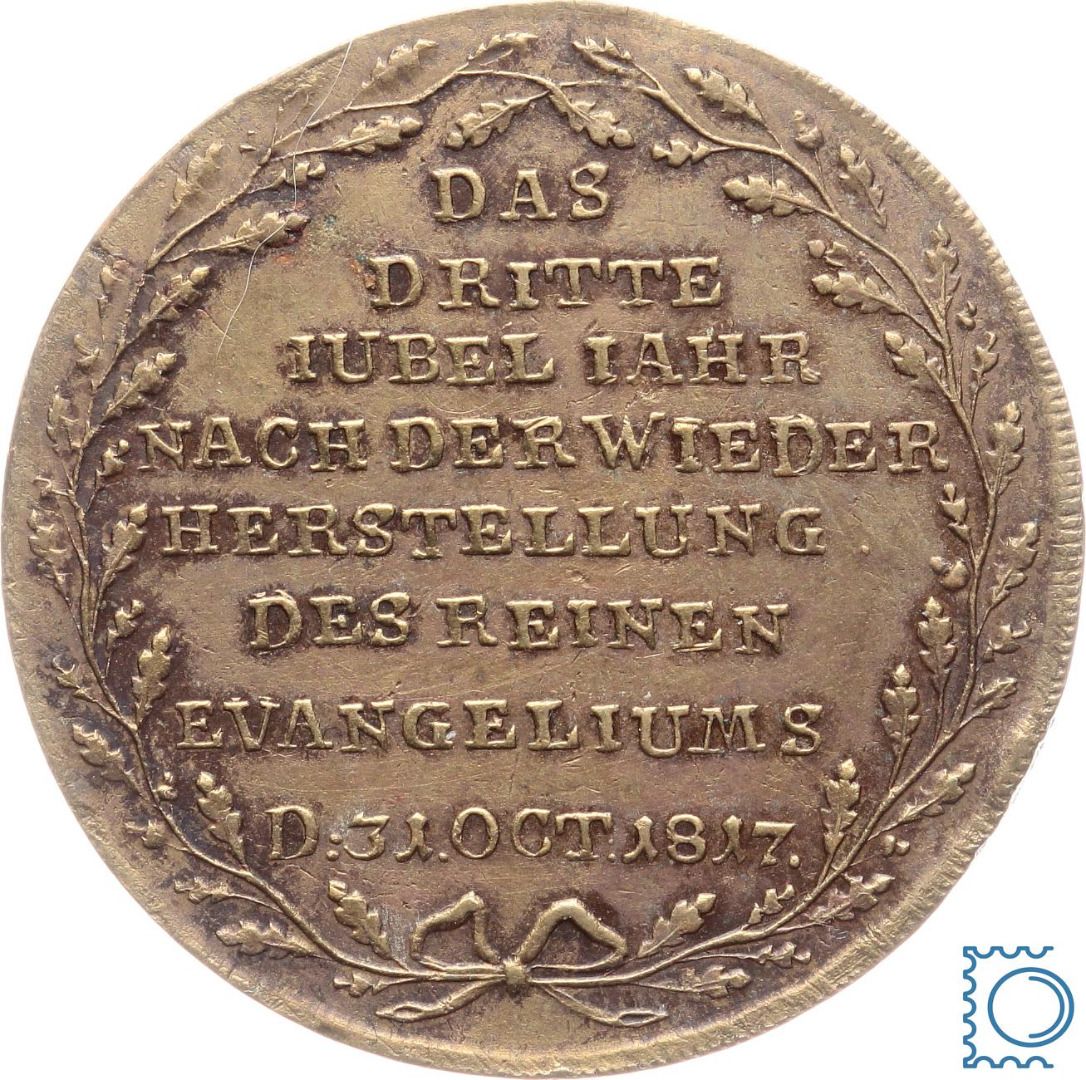 DAS
DRITTE
IUBEL IAHR
NACH DER WIEDER
HERSTELLUNG
DES REINEN
EVANGELIUMS
D:31.OCT.1817.